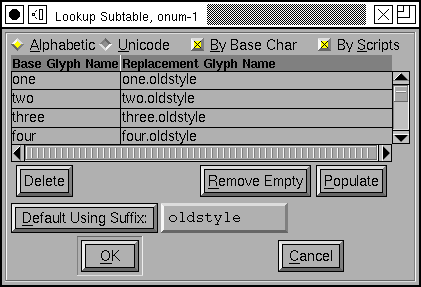 Lookup Subtable, onum-1
Alphabetic Unicode By Base Char By Scripts
Base Glyph Name Replacement Glyph Name
one one.oldstyle
two two.oldstyle
three three.oldstyle
four four.oldstyle
Delete Remove Empty Populate
Default Using Suffix: oldstyle
OK Cancel